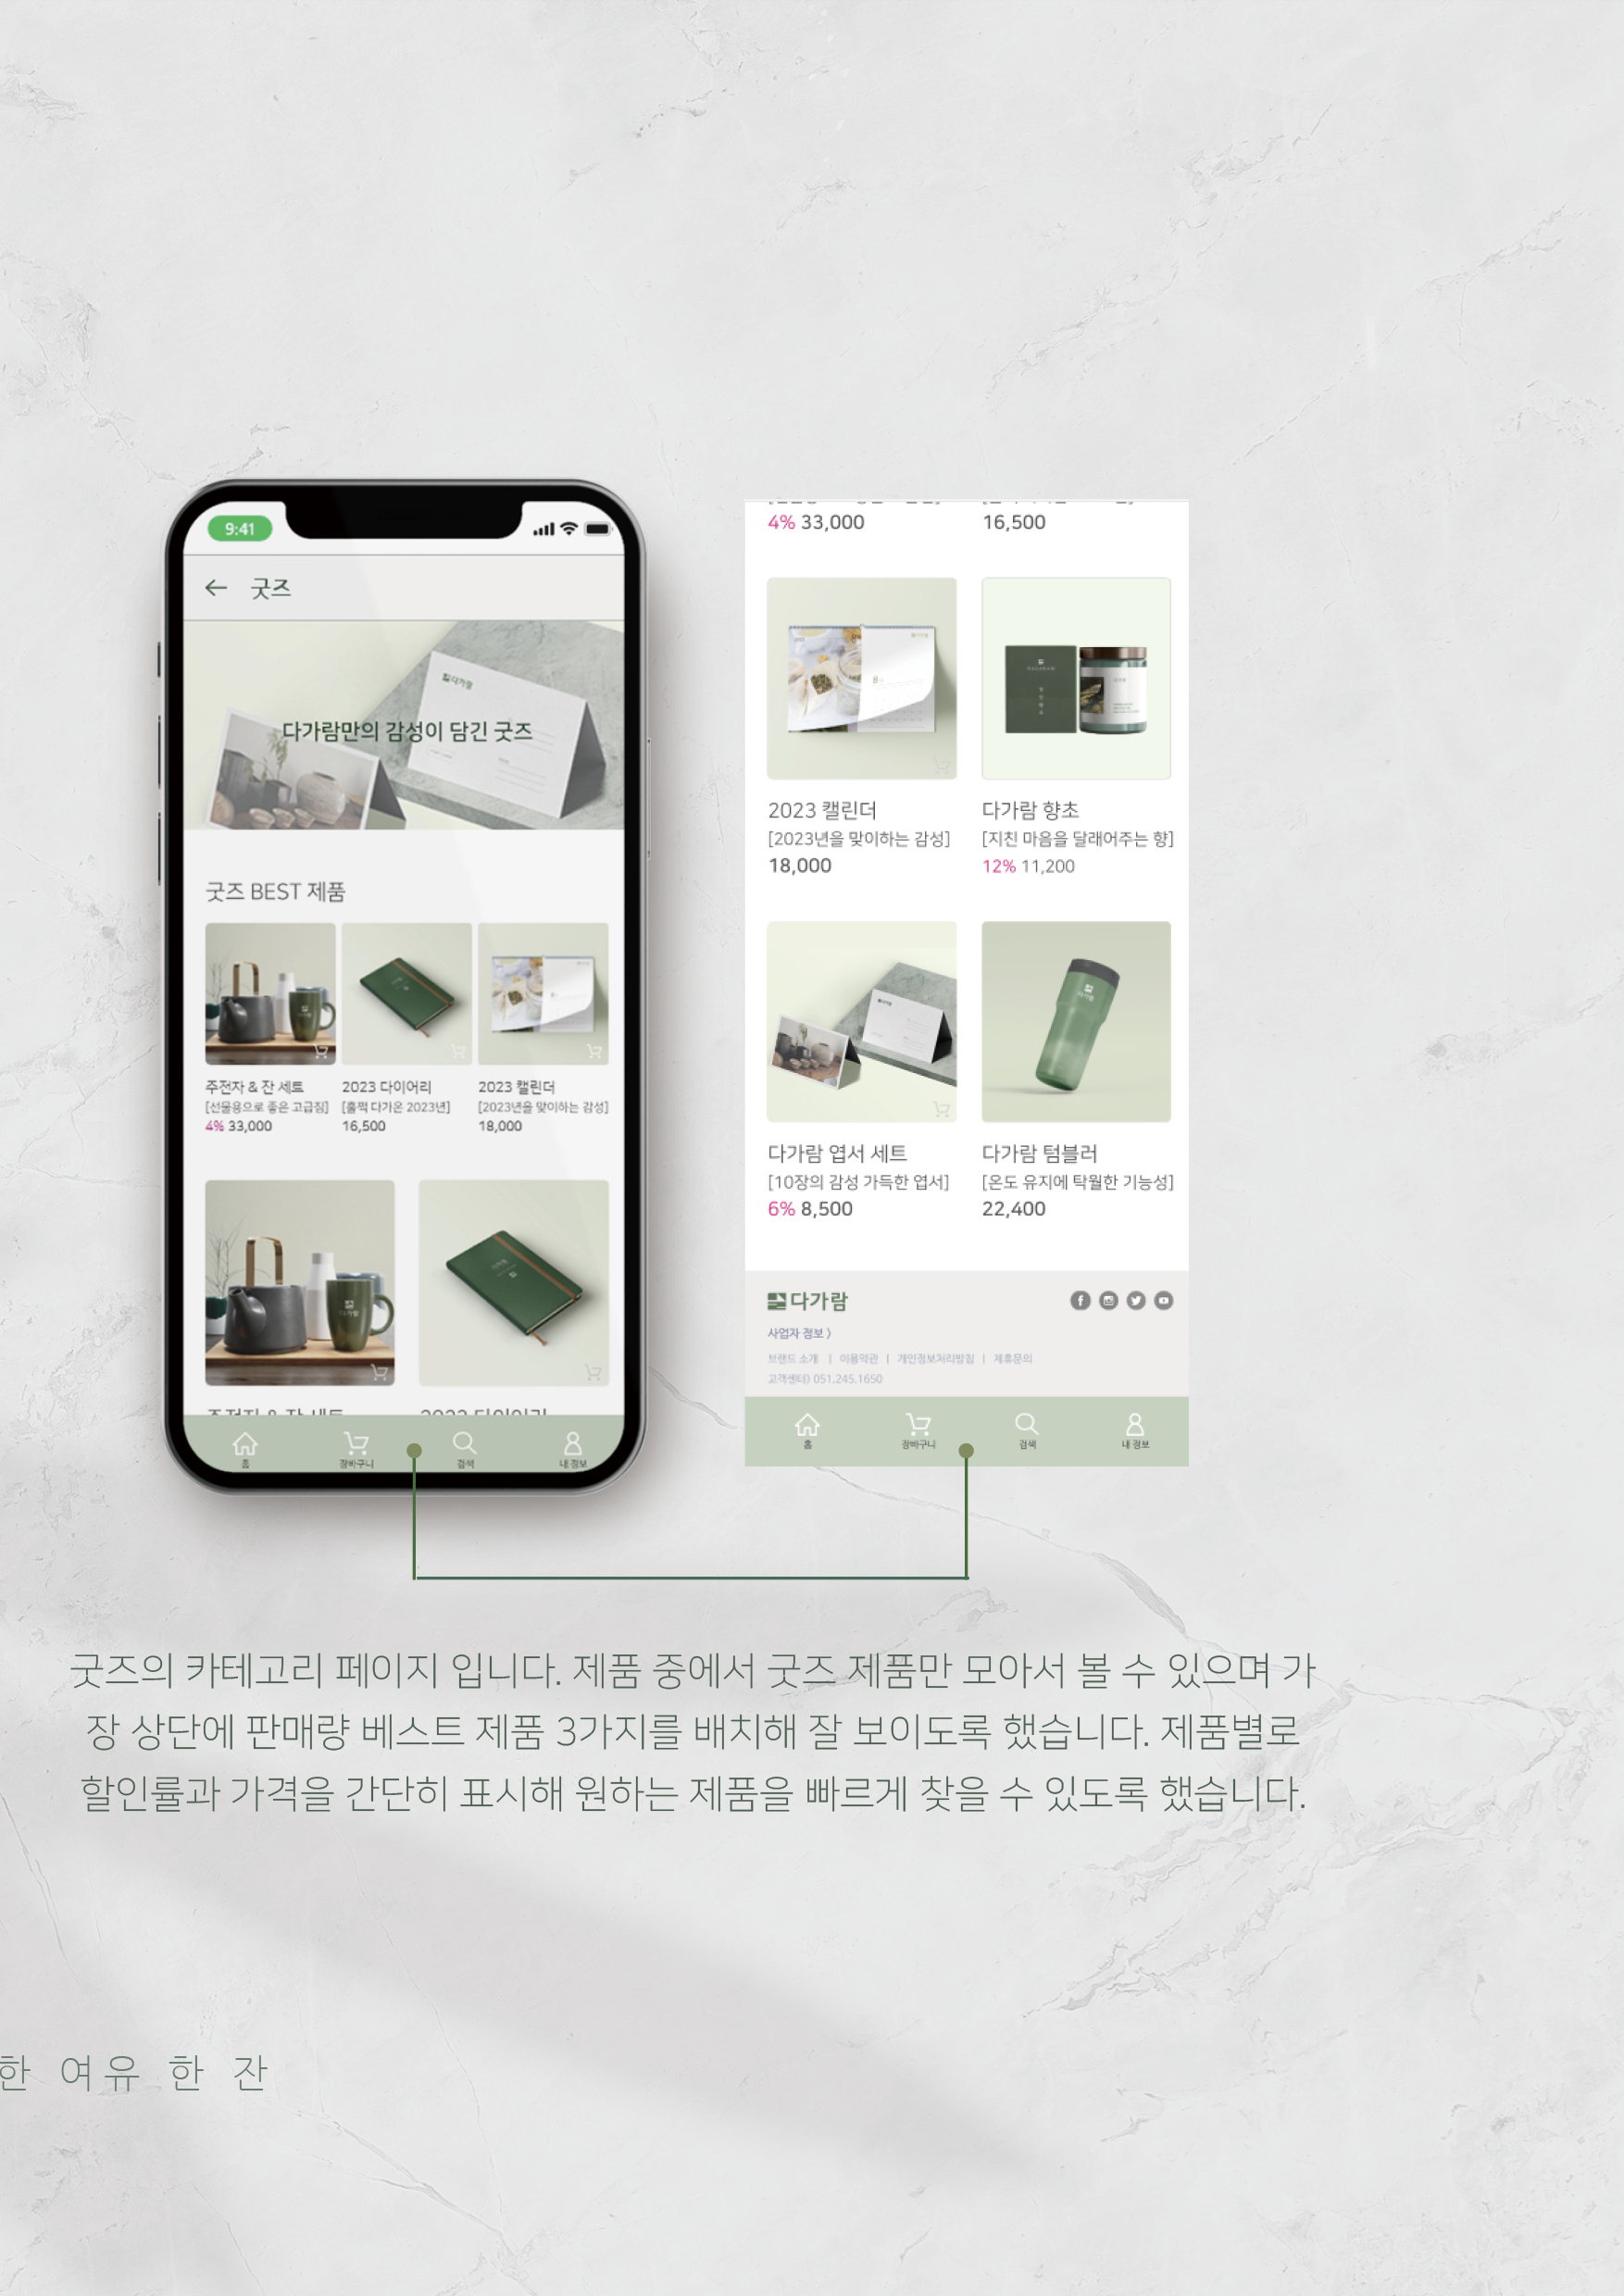 9:41
굿즈
다가람
다가람만의 감성이 담긴 굿즈
굿즈 BEST 제품
주전자 & 잔 세트
[선물용으로 좋은 고급짐]
4% 33,000
2023 다이어리
[훌쩍 다가온 2023년]
16,500
2023 캘린더
[2023년을 맞이하는 감성]
18,000
주전자 & 잔 세트
2023 다이어리
홈
장바구니
검색
내 정보
4% 33,000
16,500
2023 캘린더
[2023년을 맞이하는 감성]
18,000
다가람 향초
[지친 마음을 달래어주는 향]
12% 11,200
다가람 엽서 세트
[10장의 감성 가득한 엽서]
6% 8,500
다가람 텀블러
[온도 유지에 탁월한 기능성]
22,400
다가람
사업자 정보 〉
브랜드 소개 | 이용약관 | 개인정보처리방침 | 제휴문의
고객센터) 051.245.1650
홈
장바구니
검색
내 정보
굿즈의 카테고리 페이지 입니다. 제품 중에서 굿즈 제품만 모아서 볼 수 있으며 가
장 상단에 판매량 베스트 제품 3가지를 배치해 잘 보이도록 했습니다. 제품별로
할인률과 가격을 간단히 표시해 원하는 제품을 빠르게 찾을 수 있도록 했습니다.
한 여유 한 잔